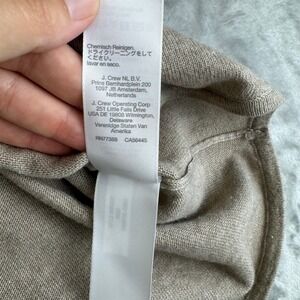 Chemisch Reinigen.
ドライクリーニングをして
ください。
lavar en seco.
J. Crew NL B.V.
Prins Bernhardplein 200
1097 JB Amsterdam,
Netherlands
J. Crew Operating Corp
251 Little Falls Drive
USA DE 19808 Wilmington,
Delaware
Verenidge Staten Van
Amerika
RN77388 CA56445